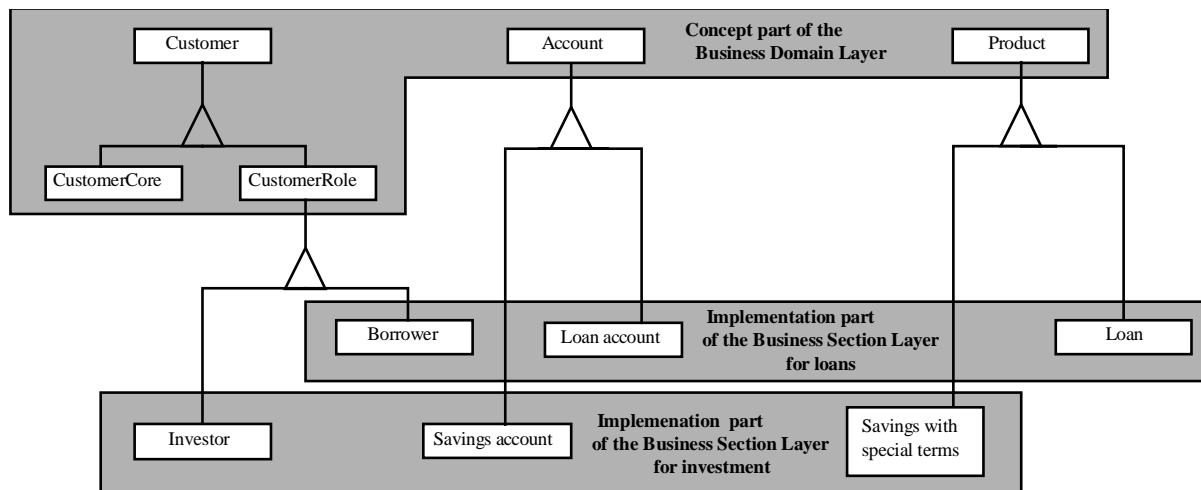 Customer
Account
Concept part of the
Business Domain Layer
Product
CustomerCore
CustomerRole
Borrower
Loan account
Implementation part
of the Business Section Layer
for loans
Loan
Investor
Savings account
Implemenation part
of the Business Section Layer
for investment
Savings with
special terms